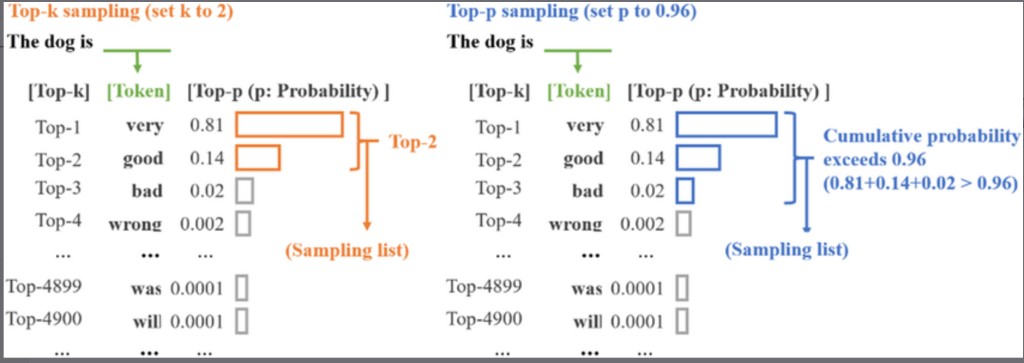 Top-k sampling (set k to 2)
The dog is
[Top-k] [Token] [Top-p (p: Probability) ]
Top-1 very 0.81
Top-2 good 0.14
Top-3 bad 0.02
Top-4 wrong 0.002
... ... ...
Top-4899 was 0.0001
Top-4900 will 0.0001
... ... ...
Top-2
(Sampling list)
Top-p sampling (set p to 0.96)
The dog is
[Top-k] [Token] [Top-p (p: Probability) ]
Top-1 very 0.81
Top-2 good 0.14
Top-3 bad 0.02
Top-4 wrong 0.002
... ... ...
Top-4899 was 0.0001
Top-4900 will 0.0001
... ... ...
Cumulative probability
exceeds 0.96
(0.81+0.14+0.02 > 0.96)
(Sampling list)